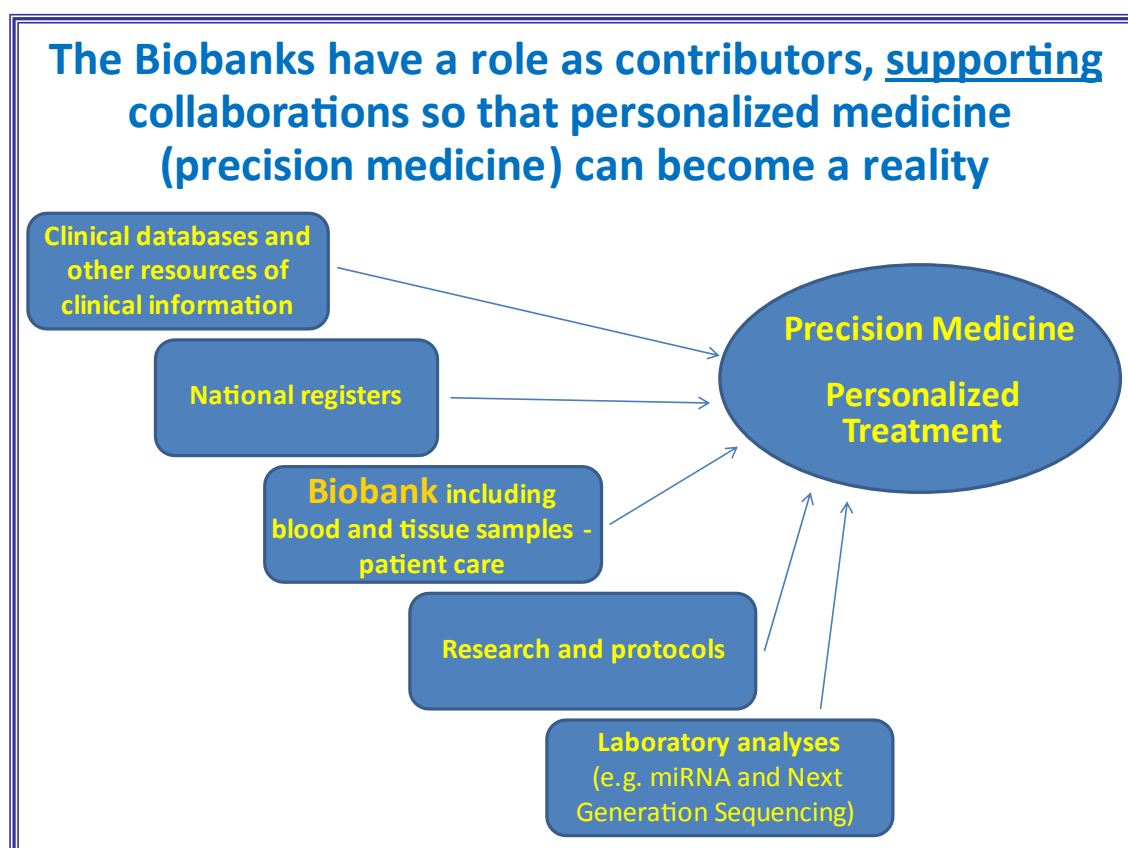 The Biobanks have a role as contributors, supporting
collaborations so that personalized medicine
(precision medicine) can become a reality
Clinical databases and
other resources of
clinical information
National registers
Biobank including
blood and tissue samples -
patient care
Research and protocols
Laboratory analyses
(e.g. miRNA and Next
Generation Sequencing)
Precision Medicine
Personalized
Treatment